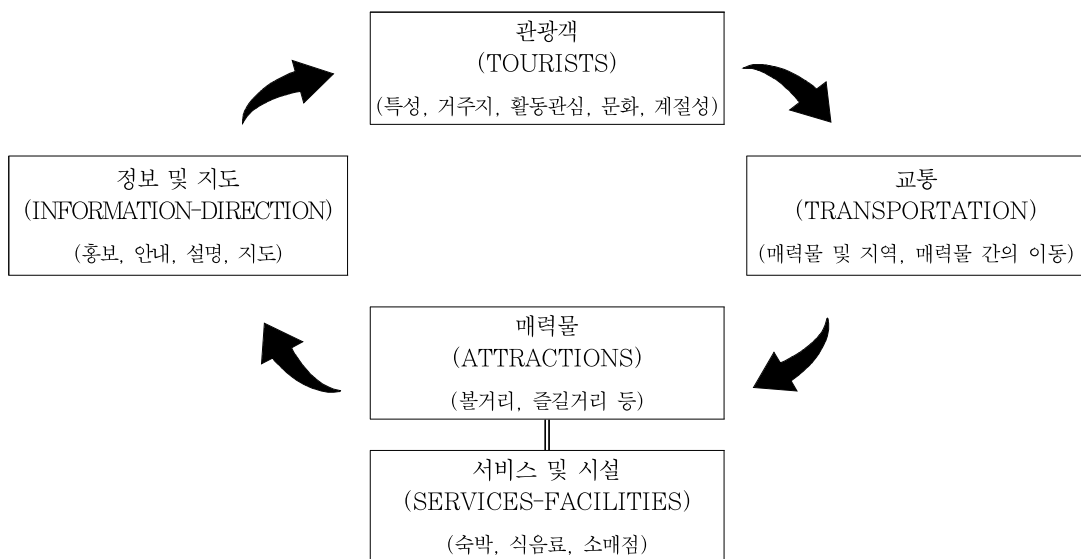 관광객
(TOURISTS)
(특성, 거주지, 활동관심, 문화, 계절성)
정보 및 지도
(INFORMATION-DIRECTION)
(홍보, 안내, 설명, 지도)
교통
(TRANSPORTATION)
(매력물 및 지역, 매력물 간의 이동)
매력물
(ATTRACTIONS)
(볼거리, 즐길거리 등)
서비스 및 시설
(SERVICES-FACILITIES)
(숙박, 식음료, 소매점)